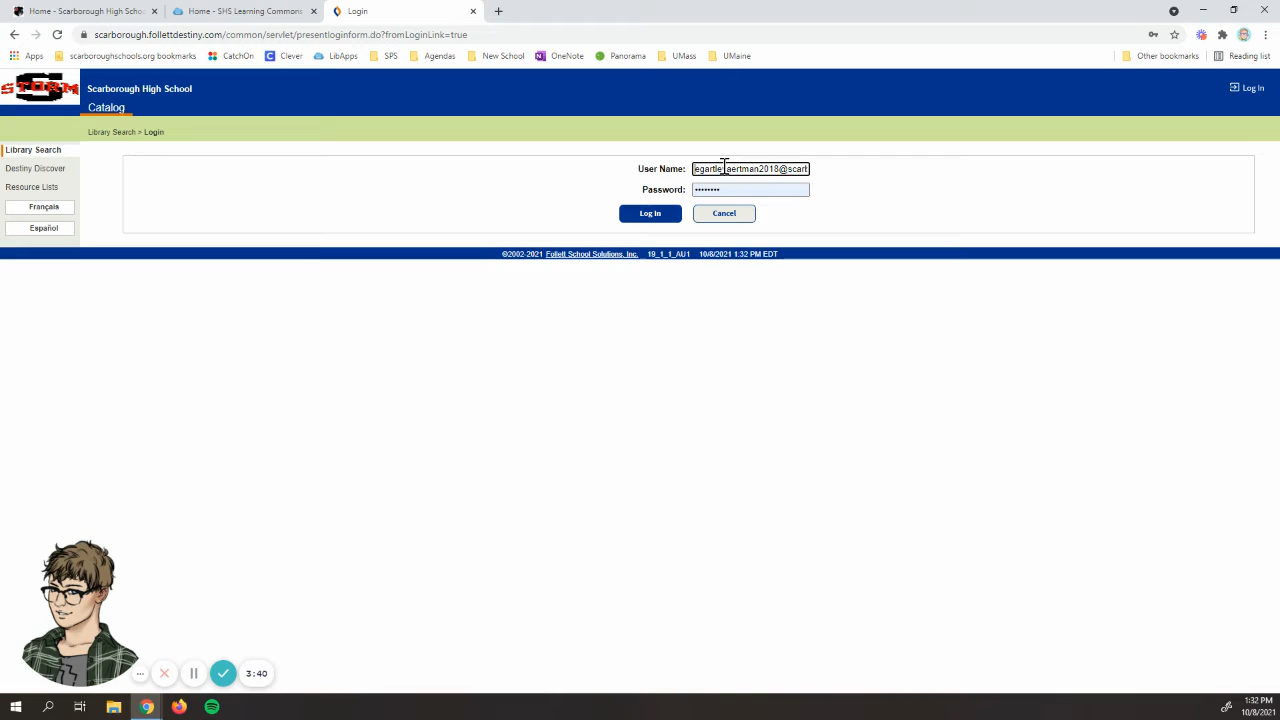 Home - Scarborough High School
Home - SHS Learning Commons
Login
scarborough.follettdestiny.com/common/servlet/presentloginform.do?fromLoginLink=true
Apps
scarboroughschools.org bookmarks
CatchOn
Clever
LibApps
SPS
Agendas
New School
OneNote
Panorama
UMass
UMaine
Other bookmarks
Reading list
STORM
S
Scarborough High School
Log In
Catalog
Library Search > Login
Library Search
Destiny Discover
Resource Lists
Français
Español
User Name:
Password: ••••••••
Log In
Cancel
©2002-2021 Follett School Solutions, Inc. 19_1_1_AU1 10/8/2021 1:32 PM EDT
3:40
1:32 PM
10/8/2021